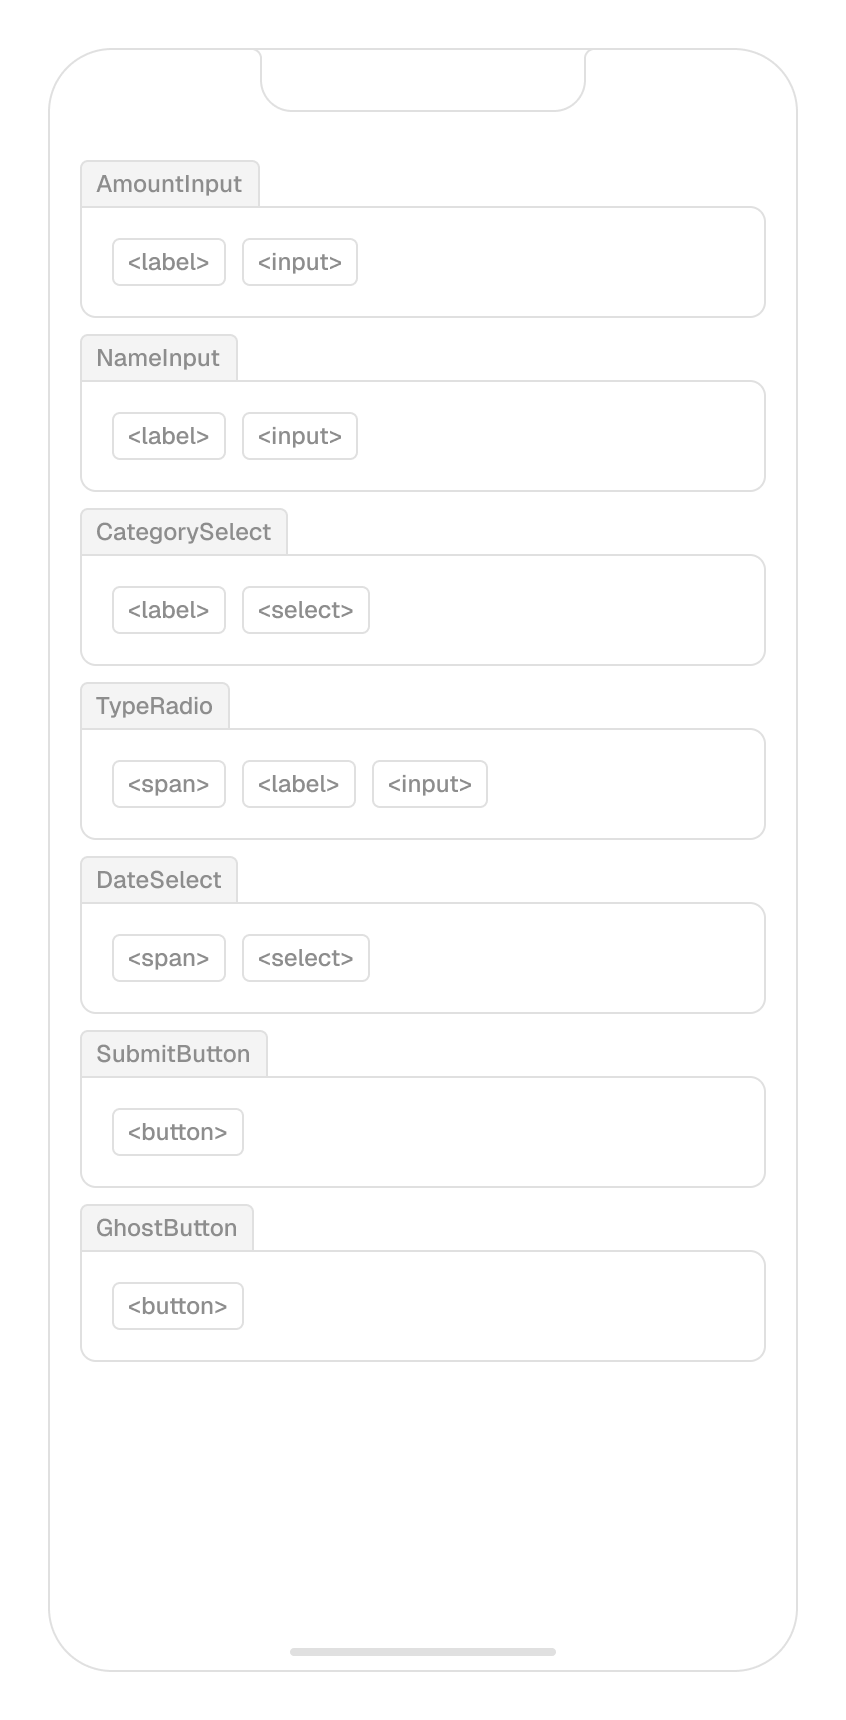 AmountInput
<label> <input>
NameInput
<label> <input>
CategorySelect
<label> <select>
TypeRadio
<span> <label> <input>
DateSelect
<span> <select>
SubmitButton
<button>
GhostButton
<button>